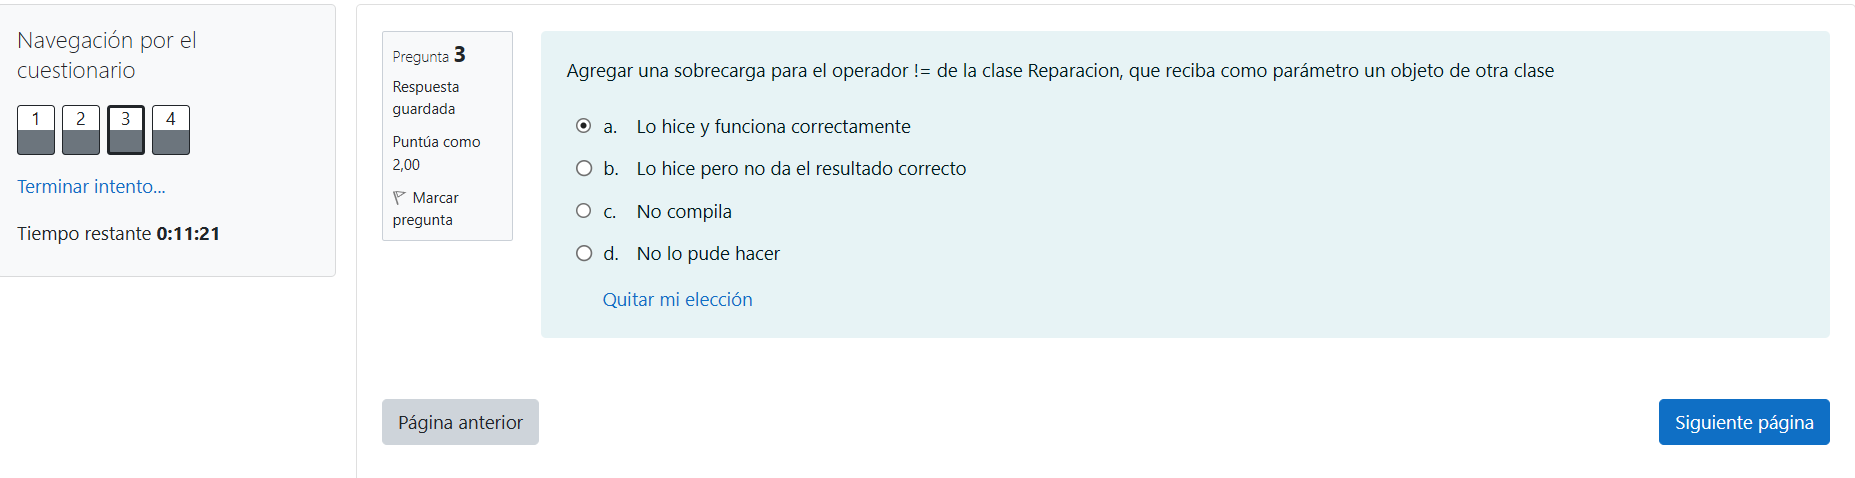 Navegación por el
cuestionario
1 2 3 4
Terminar intento...
Tiempo restante 0:11:21
Pregunta 3
Respuesta
guardada
Puntúa como
2,00
Marcar
pregunta
Agregar una sobrecarga para el operador != de la clase Reparacion, que reciba como parámetro un objeto de otra clase
a. Lo hice y funciona correctamente
b. Lo hice pero no da el resultado correcto
c. No compila
d. No lo pude hacer
Quitar mi elección
Página anterior
Siguiente página